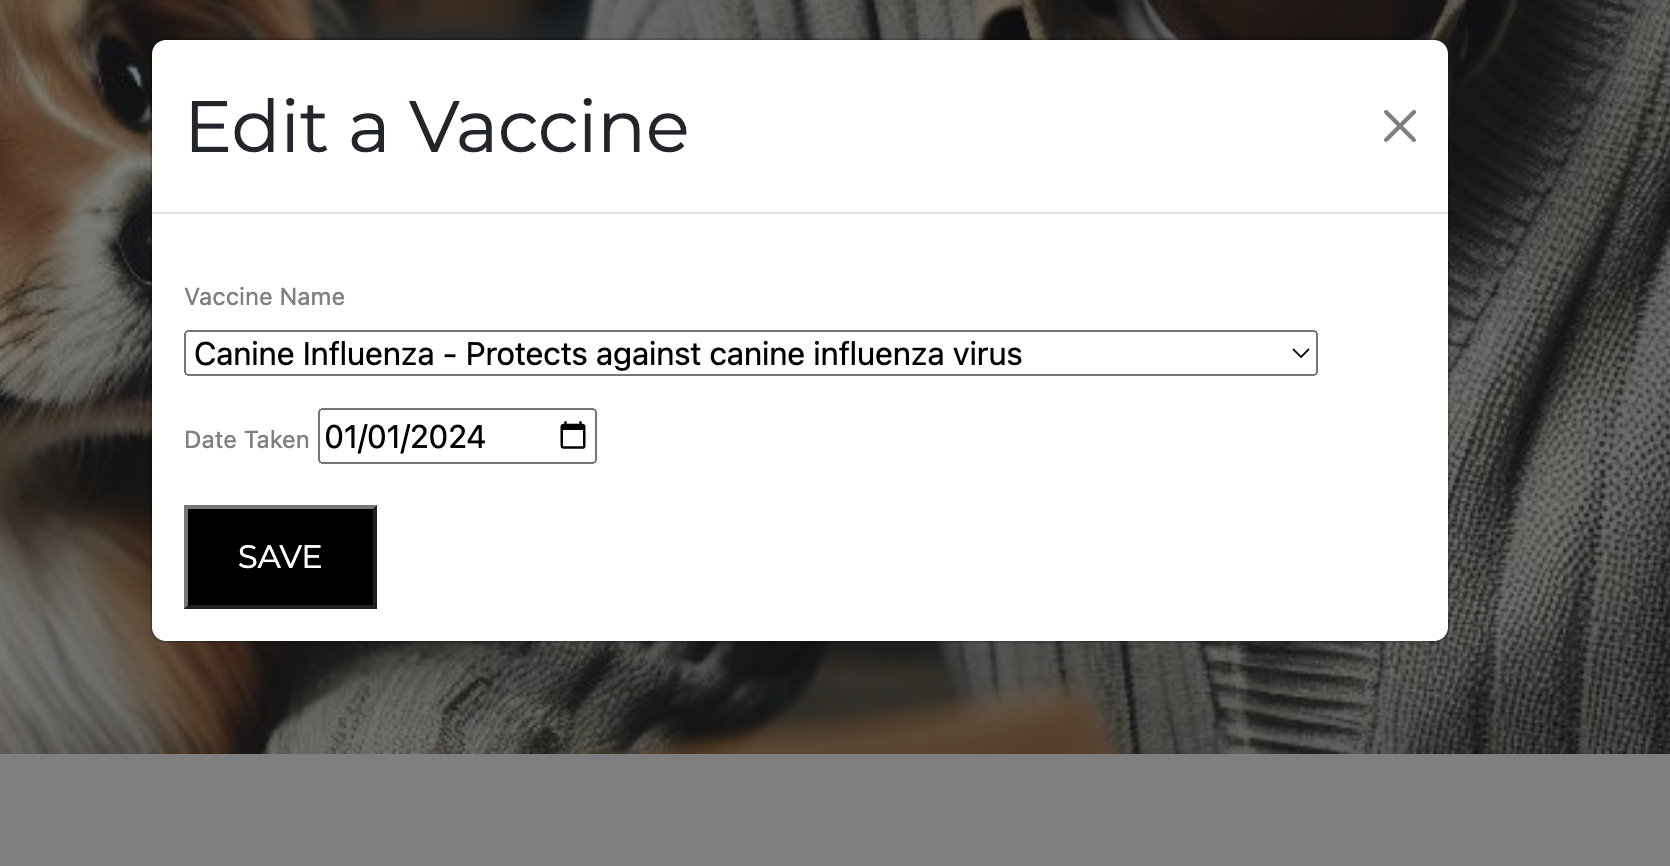 Edit a Vaccine
Vaccine Name
Canine Influenza - Protects against canine influenza virus
Date Taken 01/01/2024
SAVE